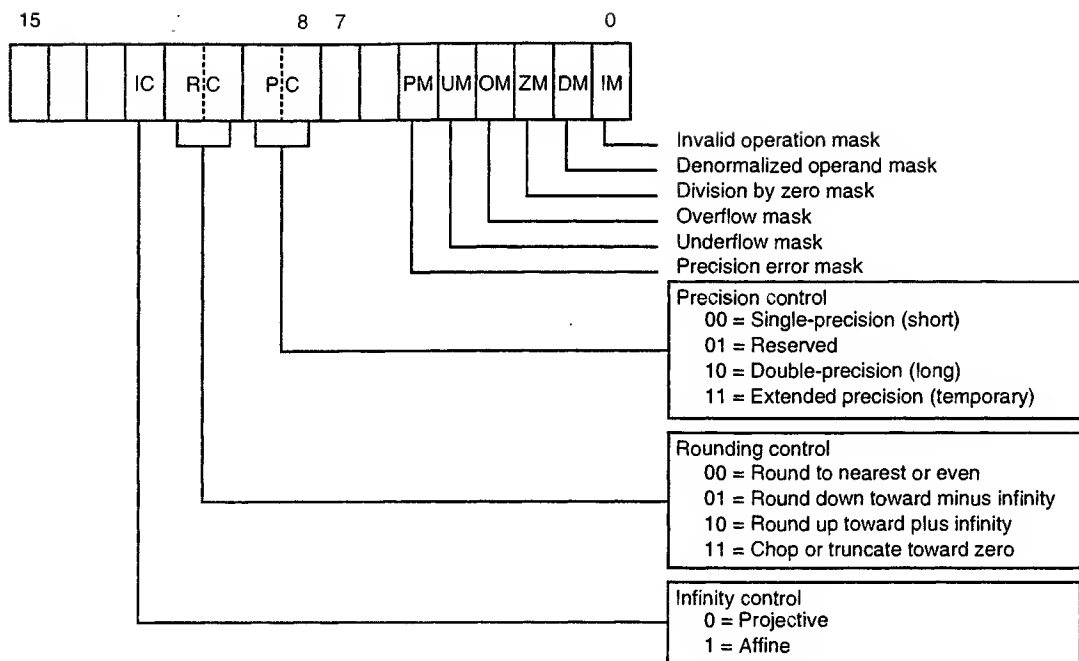 15 8 7 0
IC RC PC PM UM OM ZM DM IM
Invalid operation mask
Denormalized operand mask
Division by zero mask
Overflow mask
Underflow mask
Precision error mask
Precision control
00 = Single-precision (short)
01 = Reserved
10 = Double-precision (long)
11 = Extended precision (temporary)
Rounding control
00 = Round to nearest or even
01 = Round down toward minus infinity
10 = Round up toward plus infinity
11 = Chop or truncate toward zero
Infinity control
0 = Projective
1 = Affine